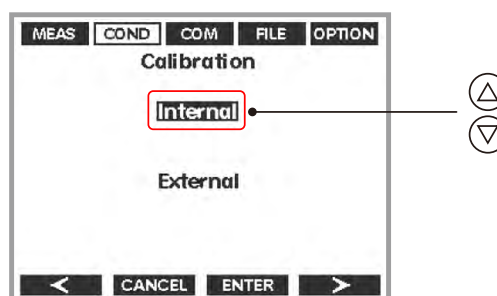 MEAS COND COM FILE OPTION
Calibration
Internal
External
< CANCEL ENTER >